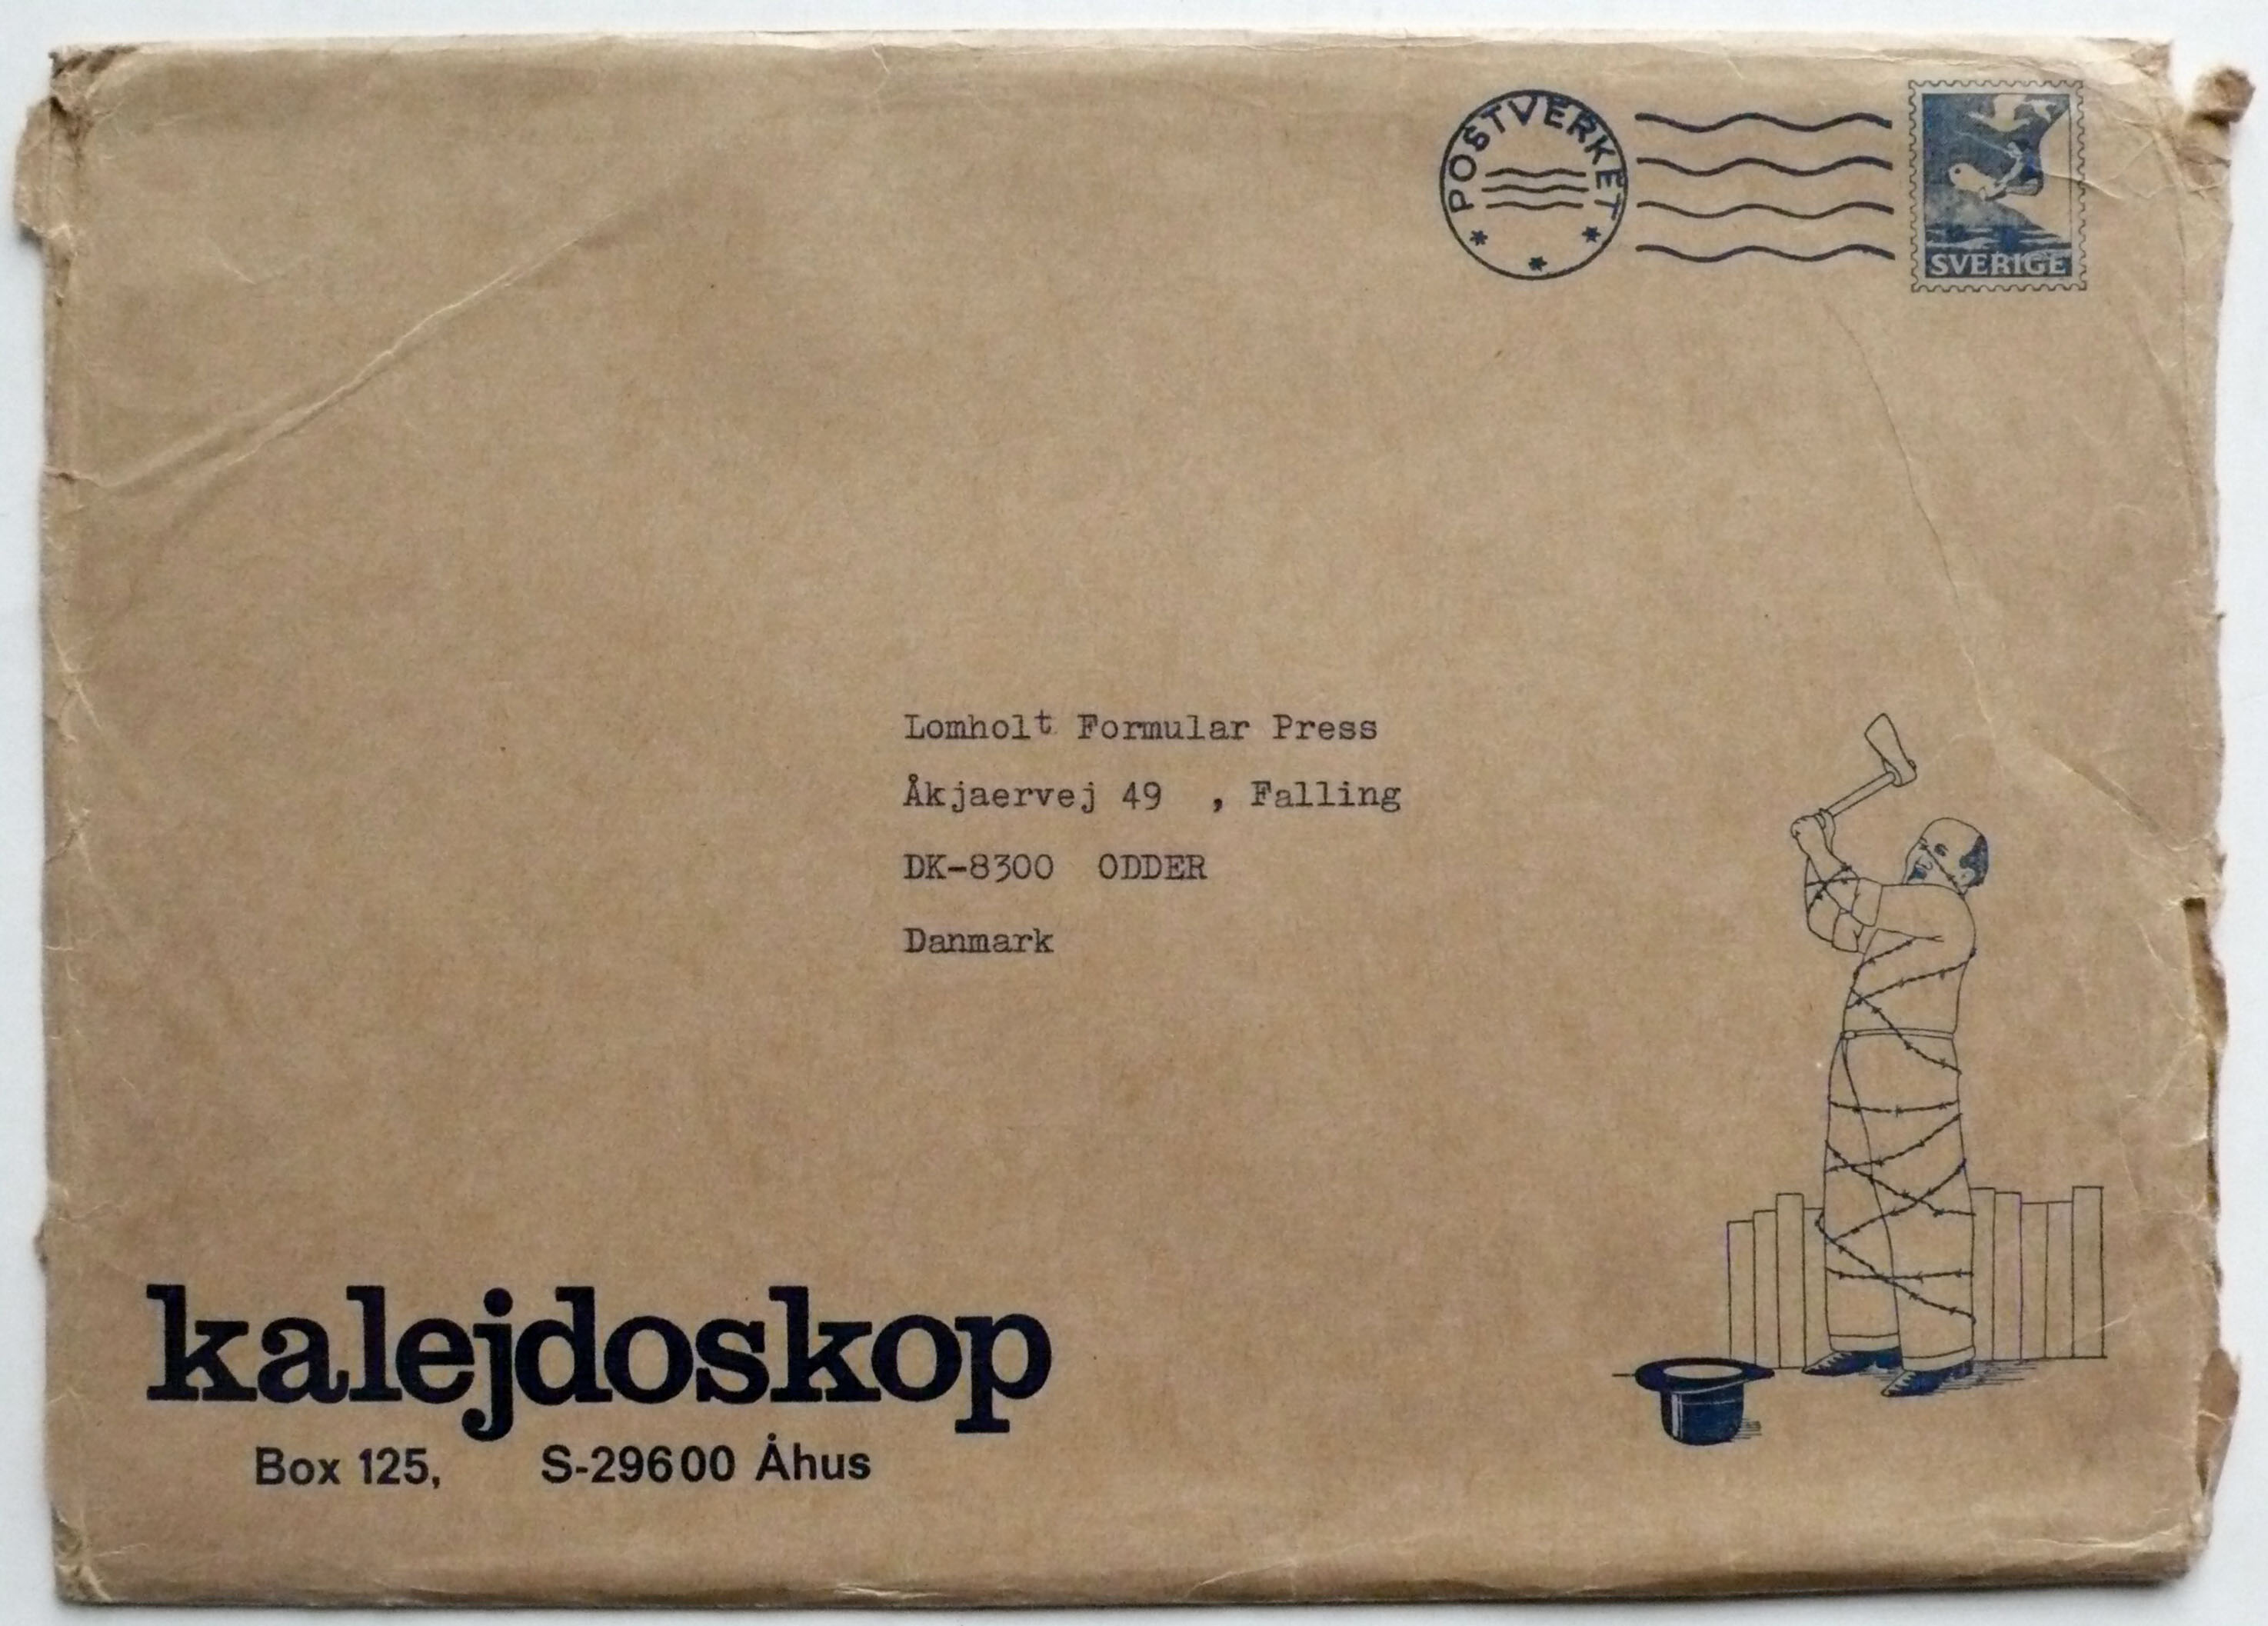 POSTVERKET
SVERIGE
Lomholt Formular Press
Åkjaervej 49 , Falling
DK-8300 ODDER
Danmark
kalejdoskop
Box 125, S-29600 Åhus